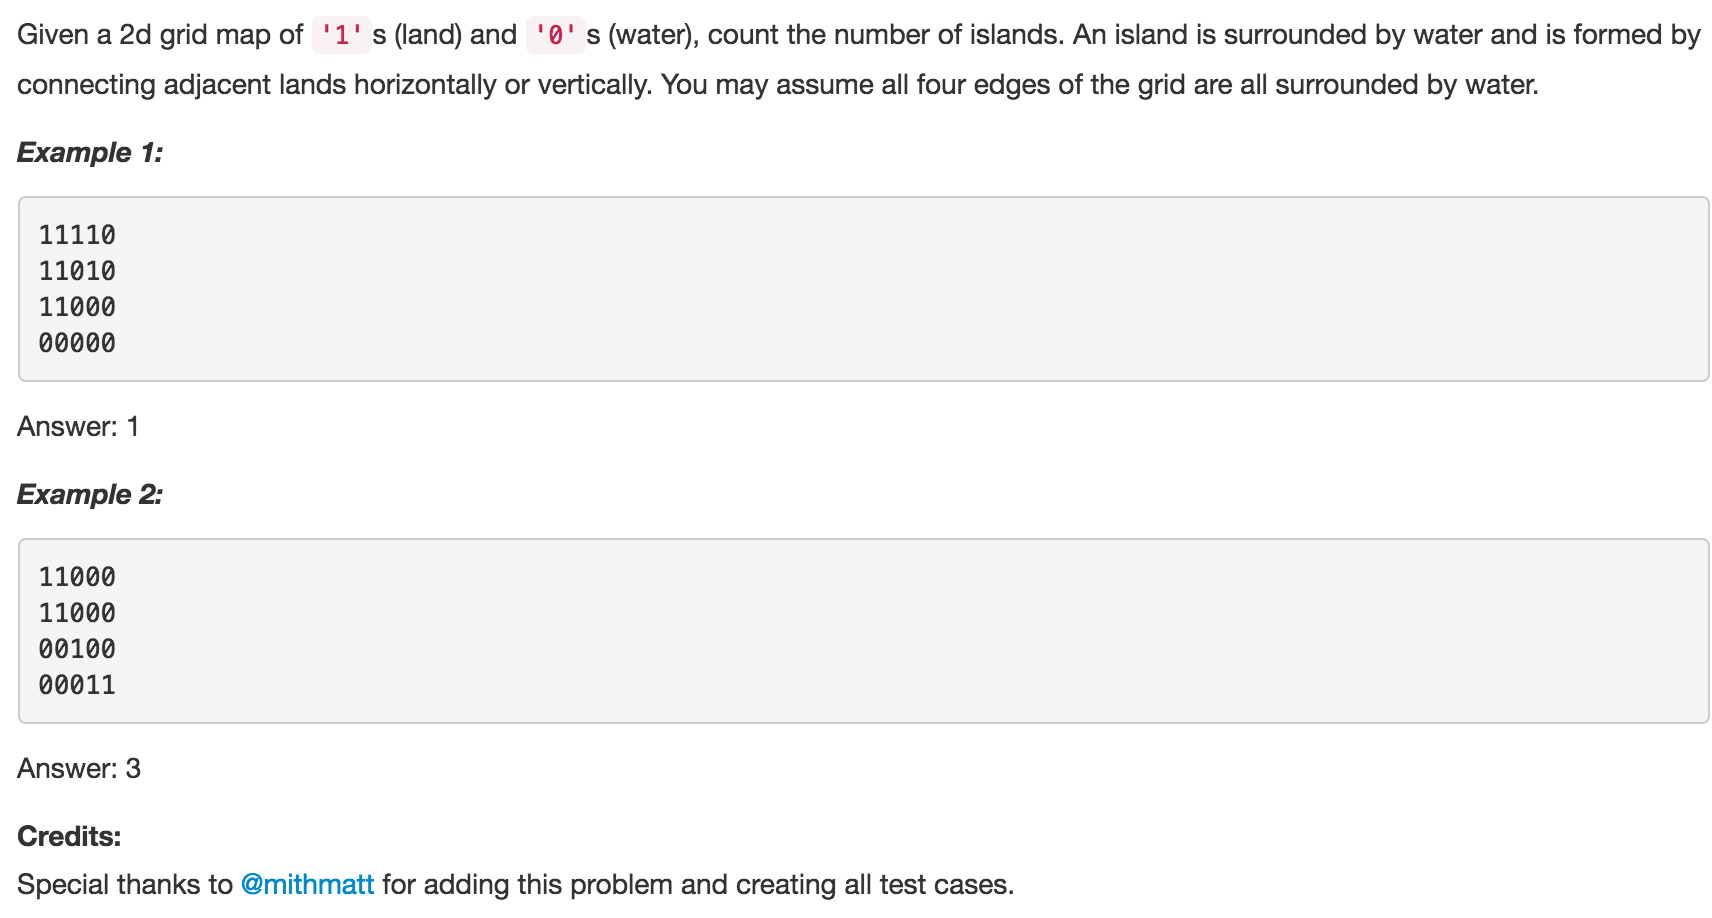 Given a 2d grid map of '1's (land) and '0's (water), count the number of islands. An island is surrounded by water and is formed by
connecting adjacent lands horizontally or vertically. You may assume all four edges of the grid are all surrounded by water.
Example 1:
11110
11010
11000
00000
Answer: 1
Example 2:
11000
11000
00100
00011
Answer: 3
Credits:
Special thanks to @mithmatt for adding this problem and creating all test cases.